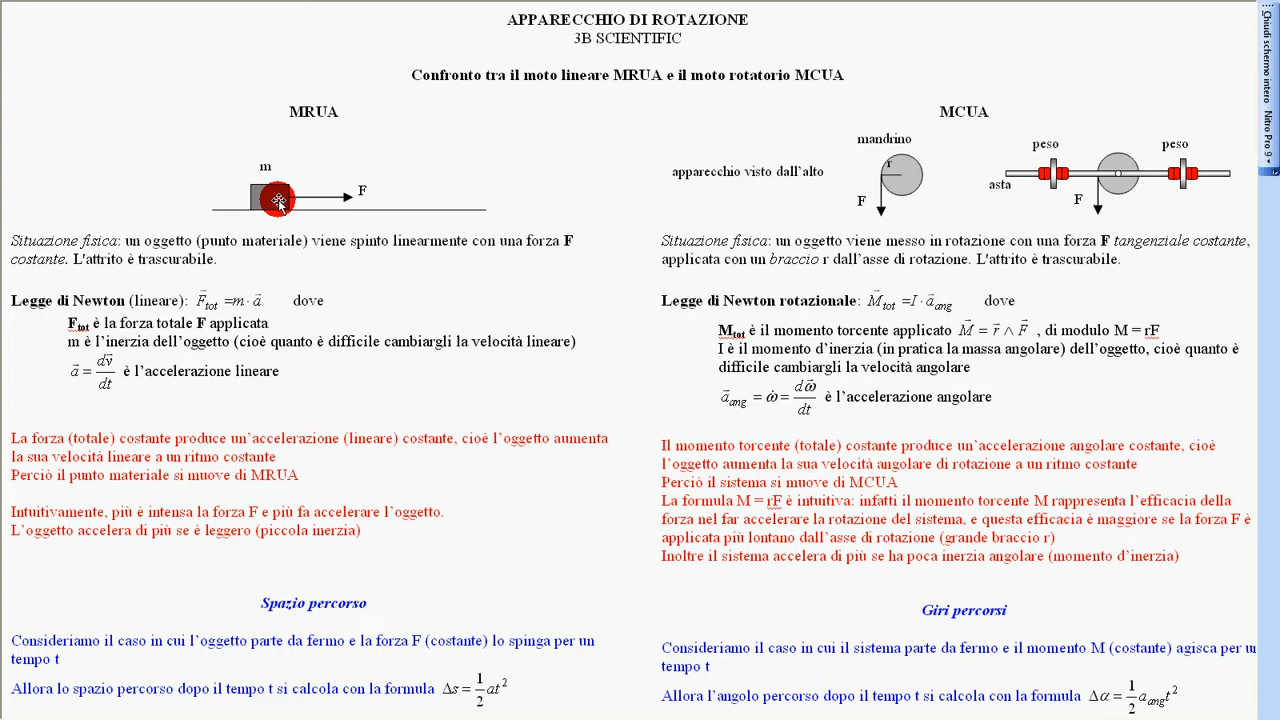 APPARECCHIO DI ROTAZIONE
3B SCIENTIFIC
Confronto tra il moto lineare MRUA e il moto rotatorio MCUA
MRUA
m
F
Situazione fisica: un oggetto (punto materiale) viene spinto linearmente con una forza F
costante. L'attrito è trascurabile.
Legge di Newton (lineare): F⃗tot =m·a⃗ dove
Ftot è la forza totale F applicata
m è l'inerzia dell'oggetto (cioè quanto è difficile cambiargli la velocità lineare)
a⃗ = dv⃗/dt è l'accelerazione lineare
La forza (totale) costante produce un'accelerazione (lineare) costante, cioè l'oggetto aumenta
la sua velocità lineare a un ritmo costante
Perciò il punto materiale si muove di MRUA
Intuitivamente, più è intensa la forza F e più fa accelerare l'oggetto.
L'oggetto accelera di più se è leggero (piccola inerzia)
Spazio percorso
Consideriamo il caso in cui l'oggetto parte da fermo e la forza F (costante) lo spinga per un
tempo t
Allora lo spazio percorso dopo il tempo t si calcola con la formula Δs = 1/2 at²
MCUA
mandrino
peso
peso
apparecchio visto dall'alto
r
asta
F
F
Situazione fisica: un oggetto viene messo in rotazione con una forza F tangenziale costante,
applicata con un braccio r dall'asse di rotazione. L'attrito è trascurabile.
Legge di Newton rotazionale: M⃗tot =I·a⃗ang dove
Mtot è il momento torcente applicato M⃗ = r⃗ ∧ F⃗ , di modulo M = rF
I è il momento d'inerzia (in pratica la massa angolare) dell'oggetto, cioè quanto è
difficile cambiargli la velocità angolare
a⃗ang = ω̇ = dω⃗/dt è l'accelerazione angolare
Il momento torcente (totale) costante produce un'accelerazione angolare costante, cioè
l'oggetto aumenta la sua velocità angolare di rotazione a un ritmo costante
Perciò il sistema si muove di MCUA
La formula M = rF è intuitiva: infatti il momento torcente M rappresenta l'efficacia della
forza nel far accelerare la rotazione del sistema, e questa efficacia è maggiore se la forza F è
applicata più lontano dall'asse di rotazione (grande braccio r)
Inoltre il sistema accelera di più se ha poca inerzia angolare (momento d'inerzia)
Giri percorsi
Consideriamo il caso in cui il sistema parte da fermo e il momento M (costante) agisca per u
tempo t
Allora l'angolo percorso dopo il tempo t si calcola con la formula Δα = 1/2 aang t²
Chiudi schermo intero
Nitro Pro 9